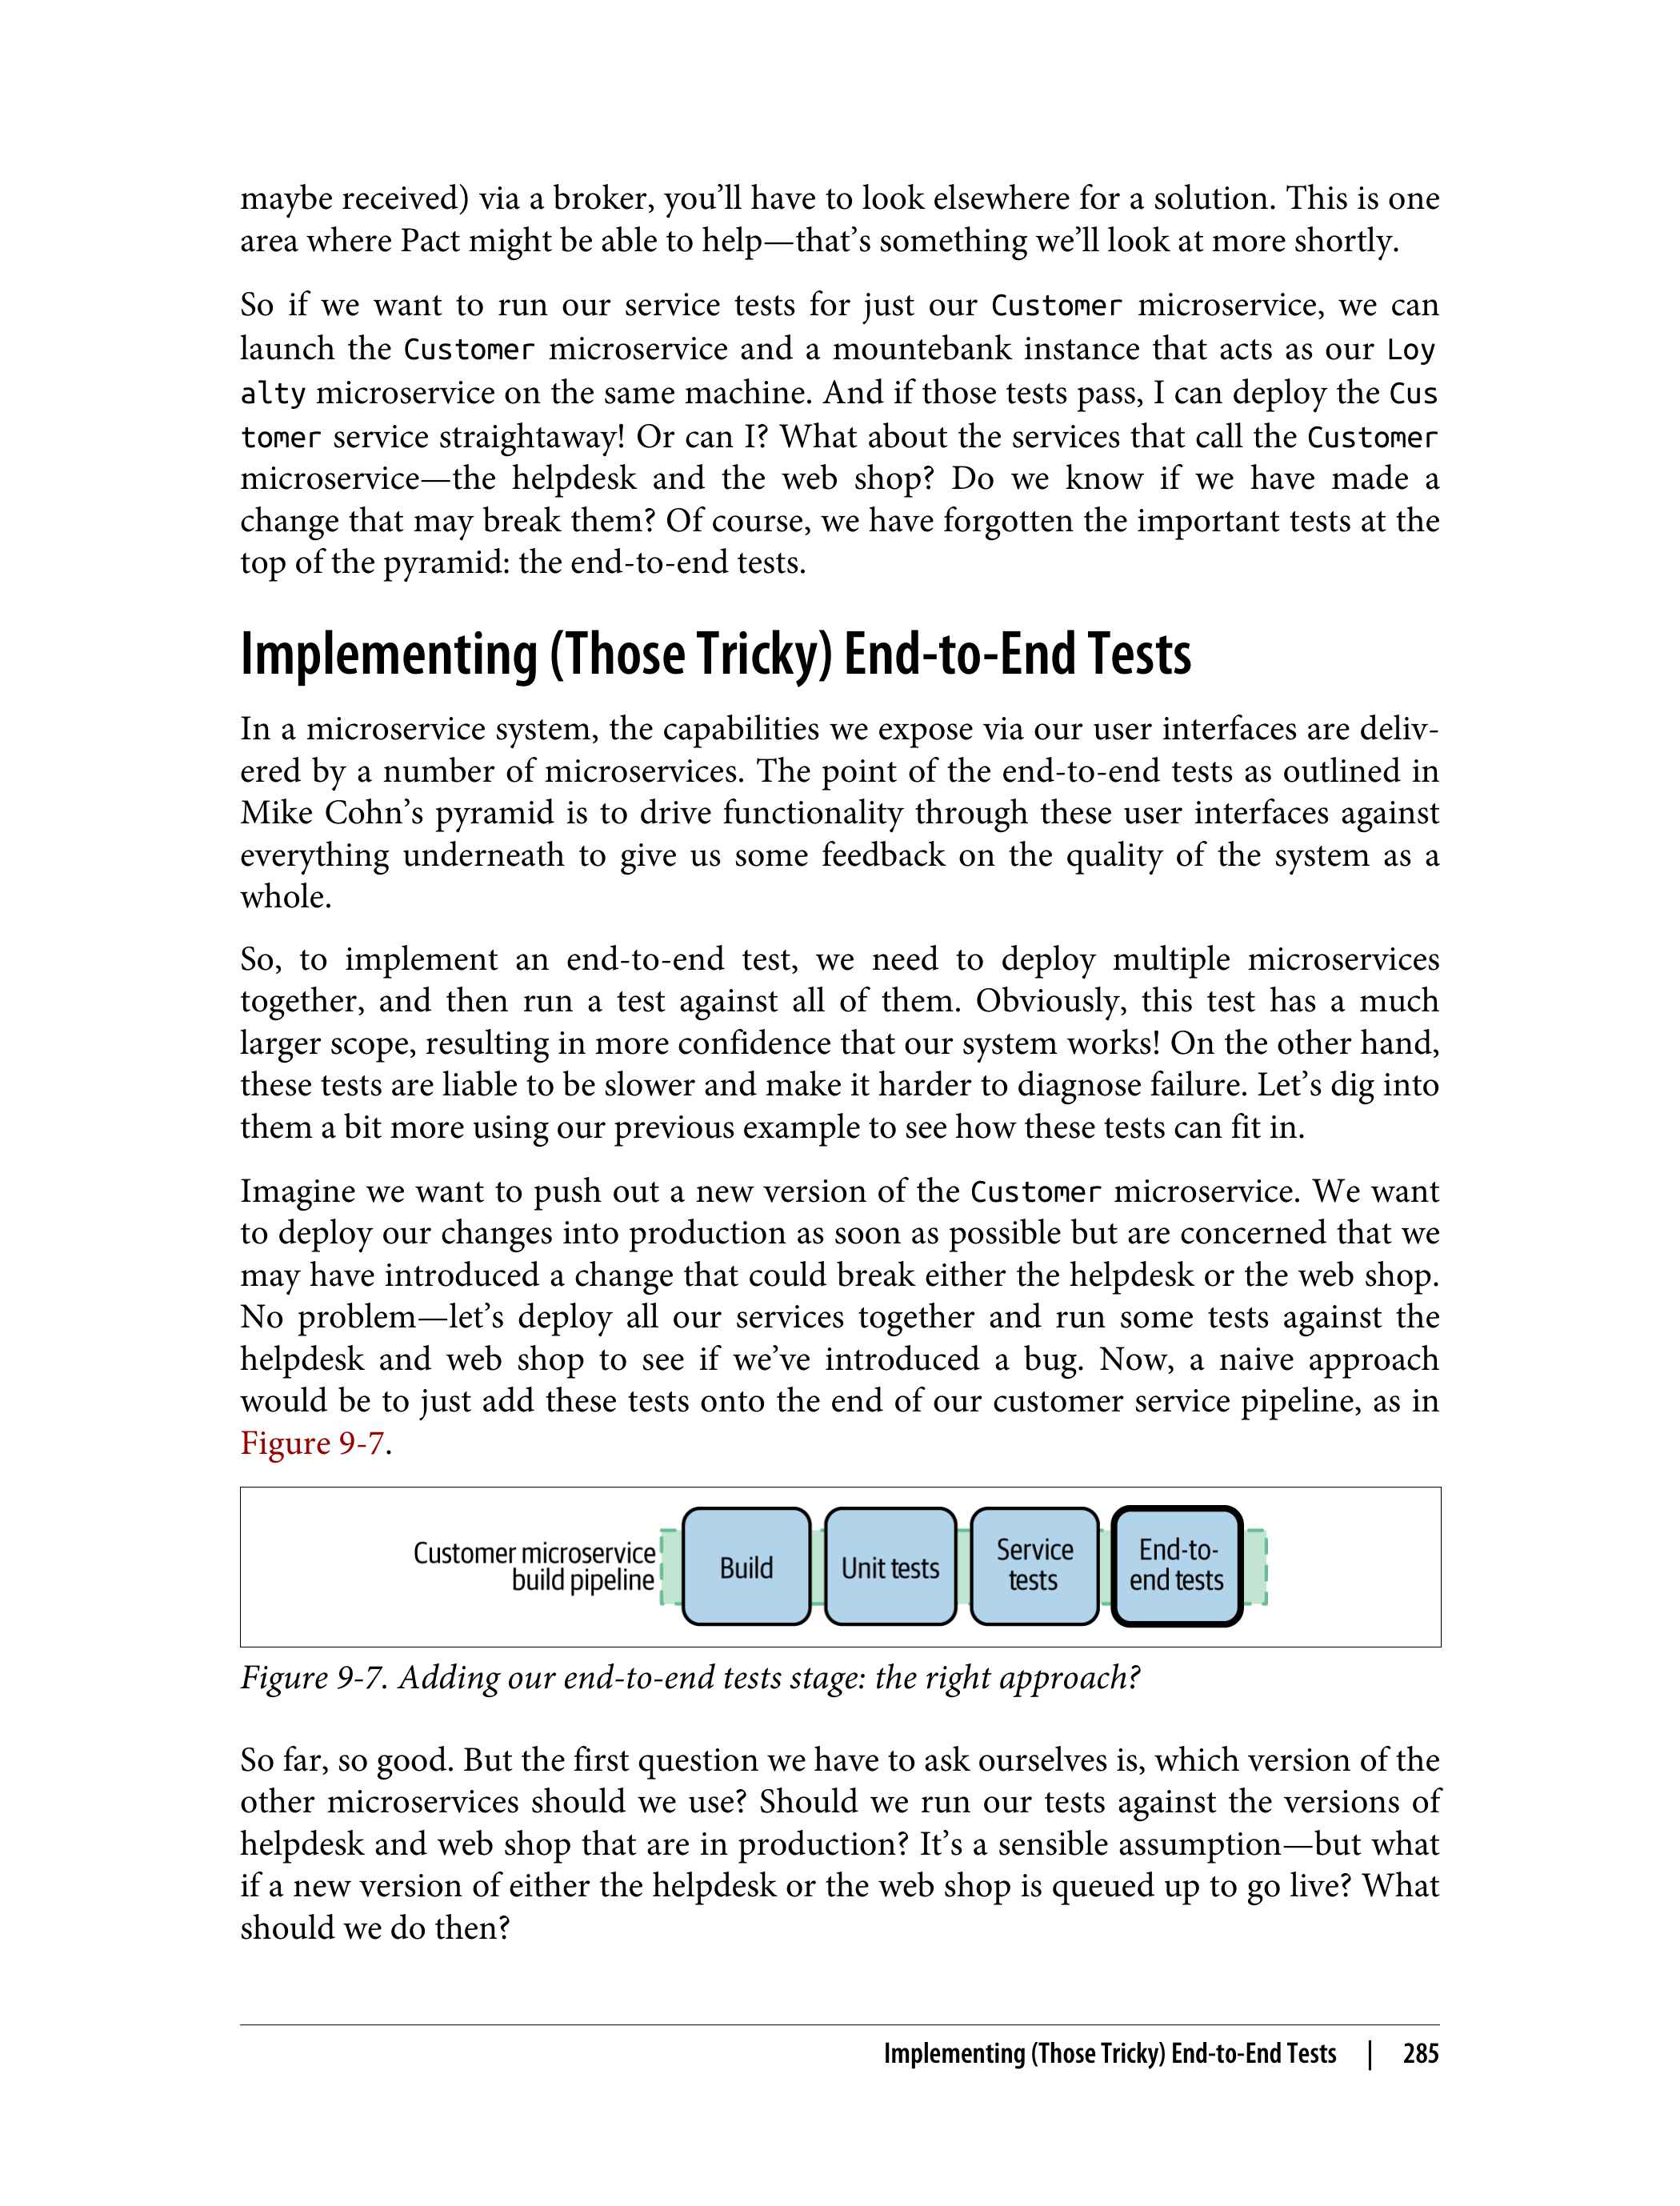 maybe received) via a broker, you’ll have to look elsewhere for a solution. This is one
area where Pact might be able to help—that’s something we’ll look at more shortly.
So if we want to run our service tests for just our Customer microservice, we can
launch the Customer microservice and a mountebank instance that acts as our Loy
alty microservice on the same machine. And if those tests pass, I can deploy the Cus
tomer service straightaway! Or can I? What about the services that call the Customer
microservice—the helpdesk and the web shop? Do we know if we have made a
change that may break them? Of course, we have forgotten the important tests at the
top of the pyramid: the end-to-end tests.
Implementing (Those Tricky) End-to-End Tests
In a microservice system, the capabilities we expose via our user interfaces are deliv-
ered by a number of microservices. The point of the end-to-end tests as outlined in
Mike Cohn’s pyramid is to drive functionality through these user interfaces against
everything underneath to give us some feedback on the quality of the system as a
whole.
So, to implement an end-to-end test, we need to deploy multiple microservices
together, and then run a test against all of them. Obviously, this test has a much
larger scope, resulting in more confidence that our system works! On the other hand,
these tests are liable to be slower and make it harder to diagnose failure. Let’s dig into
them a bit more using our previous example to see how these tests can fit in.
Imagine we want to push out a new version of the Customer microservice. We want
to deploy our changes into production as soon as possible but are concerned that we
may have introduced a change that could break either the helpdesk or the web shop.
No problem—let’s deploy all our services together and run some tests against the
helpdesk and web shop to see if we’ve introduced a bug. Now, a naive approach
would be to just add these tests onto the end of our customer service pipeline, as in
Figure 9-7.
Customer microservice
build pipeline
Build
Unit tests
Service
tests
End-to-
end tests
Figure 9-7. Adding our end-to-end tests stage: the right approach?
So far, so good. But the first question we have to ask ourselves is, which version of the
other microservices should we use? Should we run our tests against the versions of
helpdesk and web shop that are in production? It’s a sensible assumption—but what
if a new version of either the helpdesk or the web shop is queued up to go live? What
should we do then?
Implementing (Those Tricky) End-to-End Tests | 285